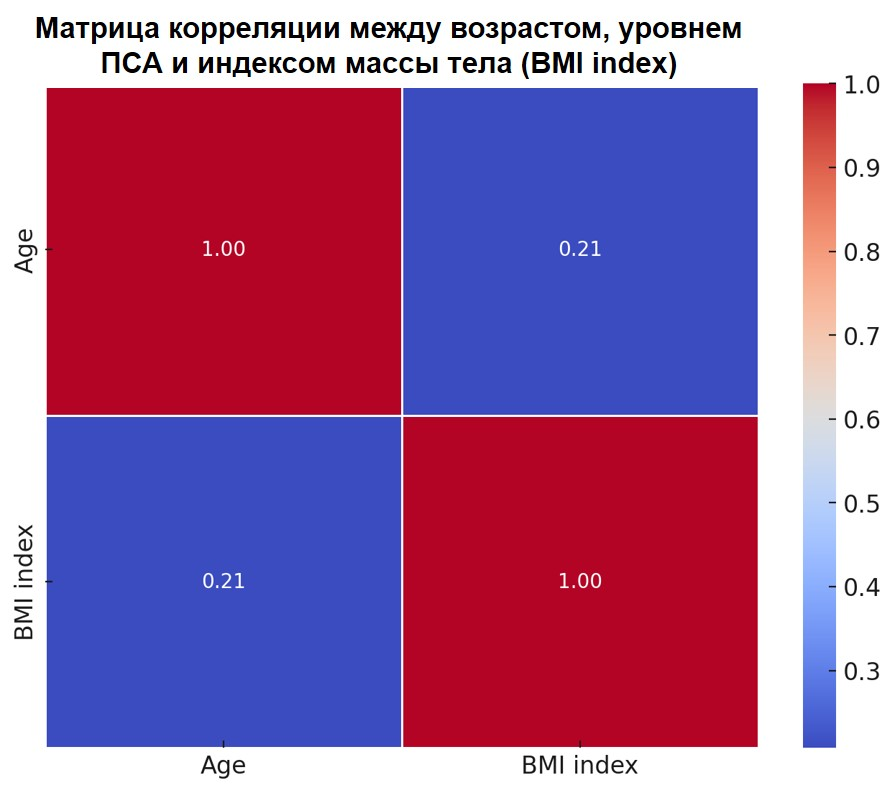 Матрица корреляции между возрастом, уровнем
ПСА и индексом массы тела (BMI index)
1.0
0.9
0.8
0.7
0.6
0.5
0.4
0.3
Age
1.00
0.21
BMI index
0.21
1.00
Age
BMI index